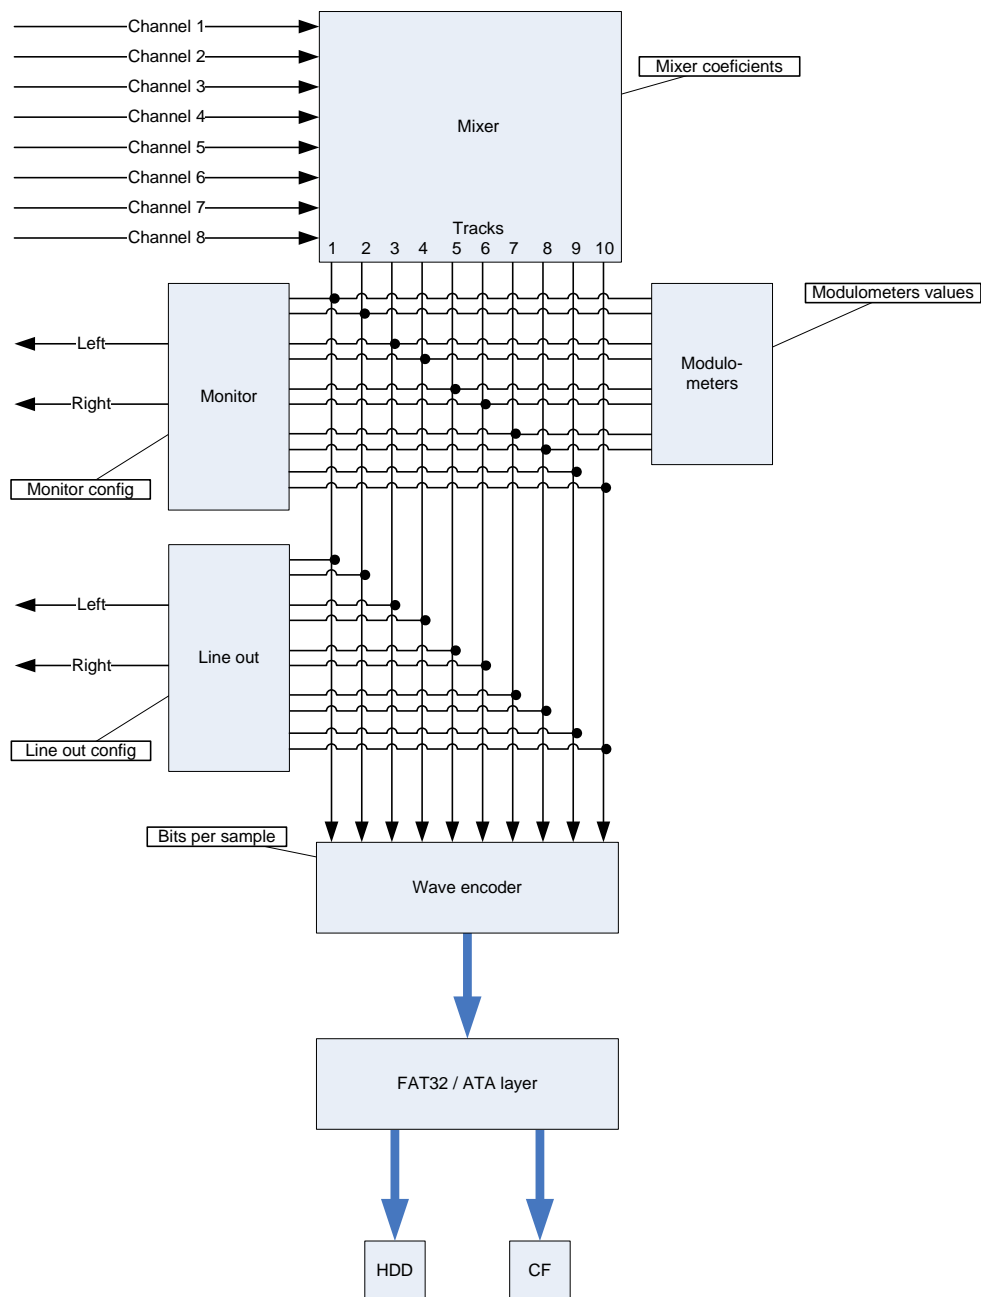 Channel 1
Channel 2
Channel 3
Channel 4
Channel 5
Channel 6
Channel 7
Channel 8
Mixer coeficients
Mixer
Tracks
1 2 3 4 5 6 7 8 9 10
Modulometers values
Left
Right
Monitor
Modulo-
meters
Monitor config
Left
Right
Line out
Line out config
Bits per sample
Wave encoder
FAT32 / ATA layer
HDD
CF